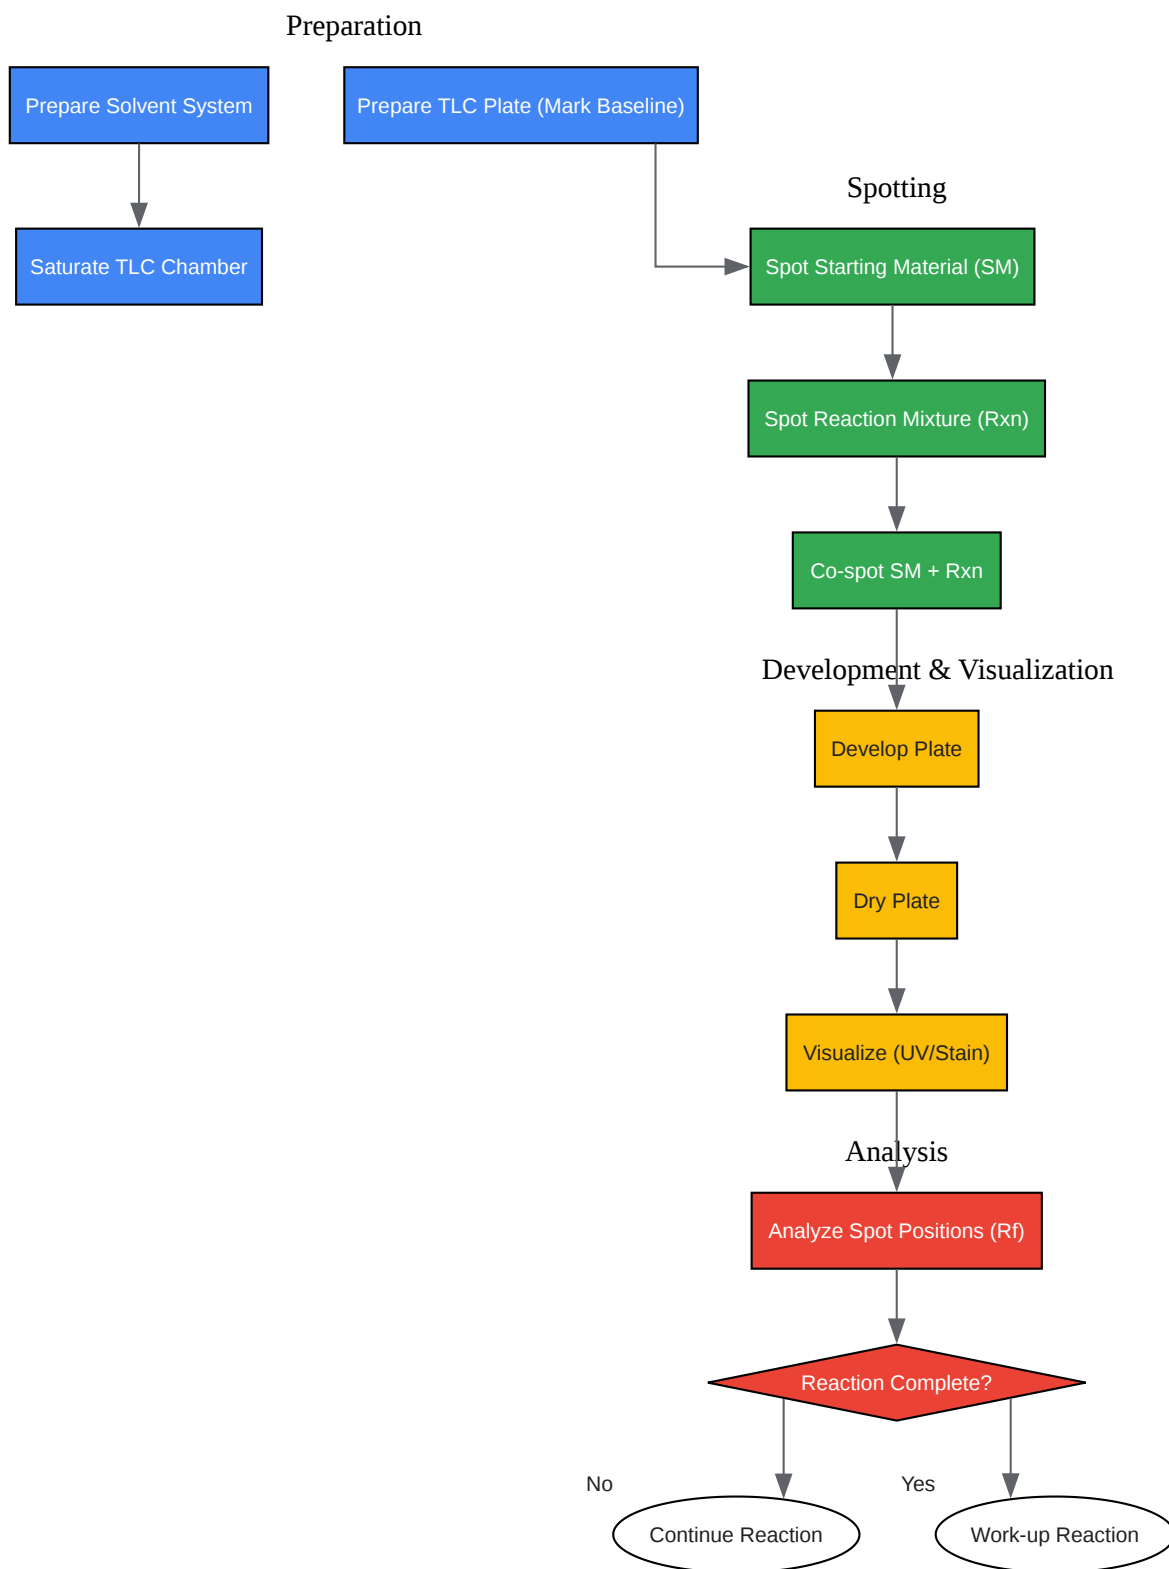 Preparation
Prepare Solvent System
Prepare TLC Plate (Mark Baseline)
Spotting
Saturate TLC Chamber
Spot Starting Material (SM)
Spot Reaction Mixture (Rxn)
Co-spot SM + Rxn
Development & Visualization
Develop Plate
Dry Plate
Visualize (UV/Stain)
Analysis
Analyze Spot Positions (Rf)
Reaction Complete?
No
Yes
Continue Reaction
Work-up Reaction